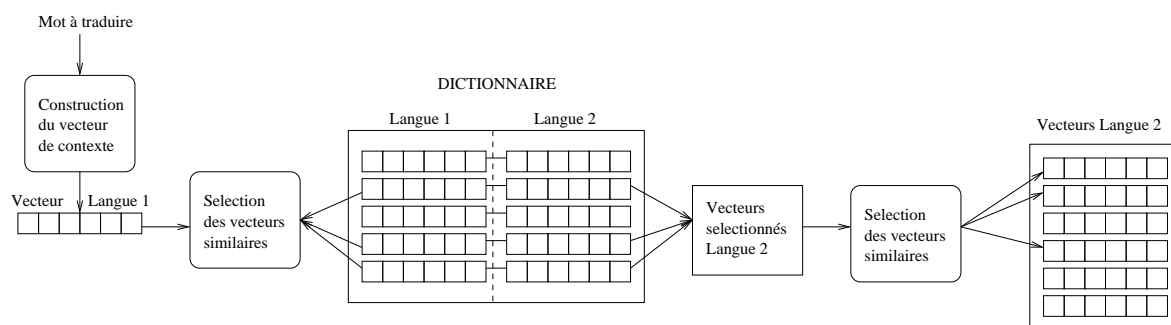 Mot à traduire
Construction
du vecteur
de contexte
Vecteur Langue 1
Selection
des vecteurs
similaires
DICTIONNAIRE
Langue 1 Langue 2
Vecteurs
selectionnés
Langue 2
Selection
des vecteurs
similaires
Vecteurs Langue 2